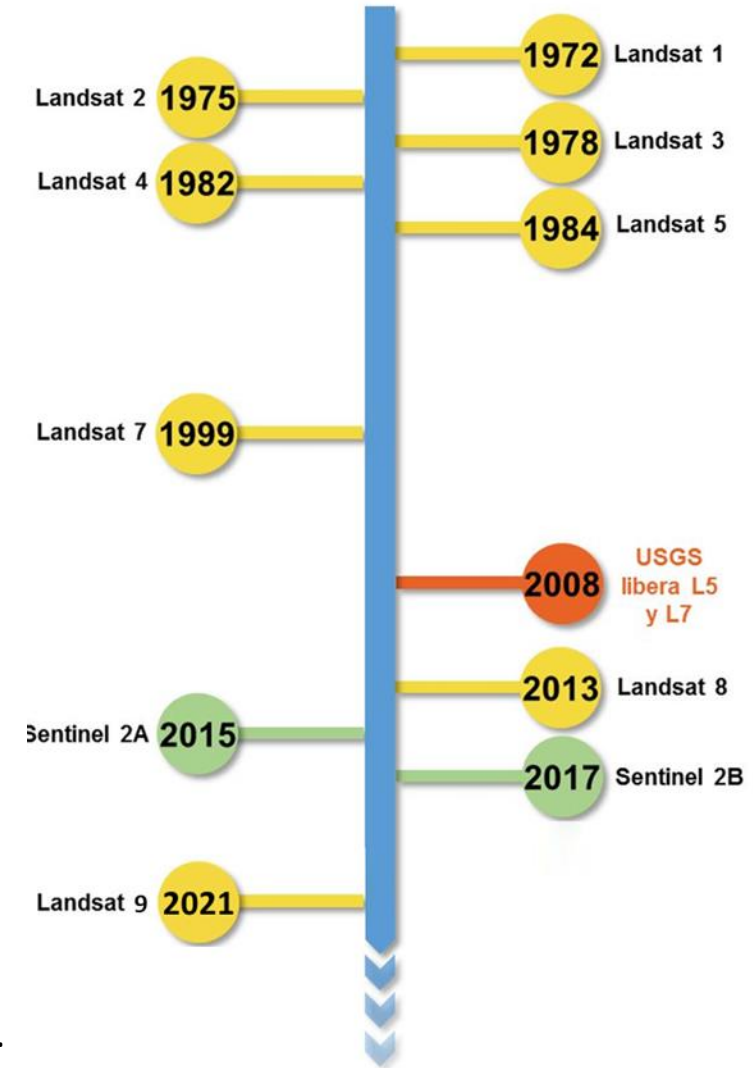 1972 Landsat 1
Landsat 2 1975
1978 Landsat 3
Landsat 4 1982
1984 Landsat 5
Landsat 7 1999
2008 USGS
libera L5
y L7
2013 Landsat 8
Sentinel 2A 2015
2017 Sentinel 2B
Landsat 9 2021
.